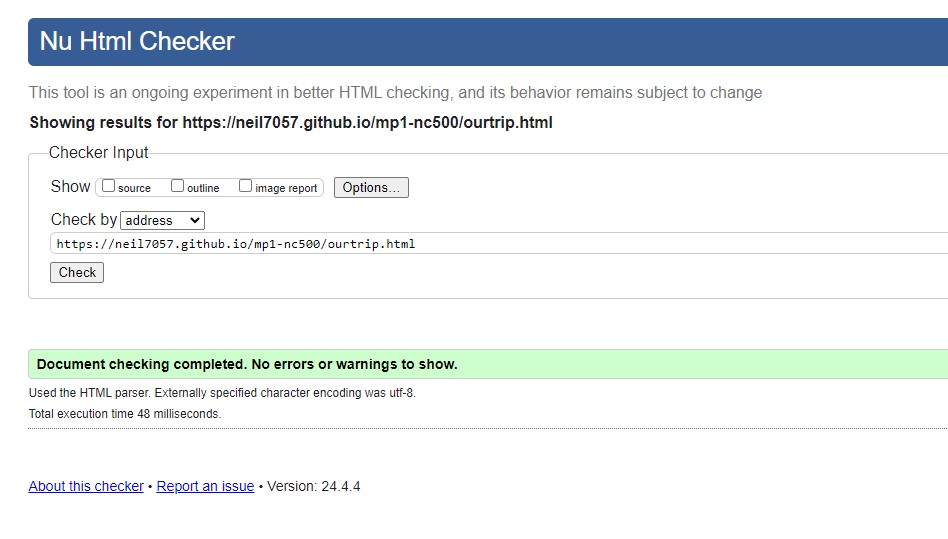 Nu Html Checker
This tool is an ongoing experiment in better HTML checking, and its behavior remains subject to change
Showing results for https://neil7057.github.io/mp1-nc500/ourtrip.html
Checker Input
Show source outline image report Options...
Check by address
https://neil7057.github.io/mp1-nc500/ourtrip.html
Check
Document checking completed. No errors or warnings to show.
Used the HTML parser. Externally specified character encoding was utf-8.
Total execution time 48 milliseconds.
About this checker • Report an issue • Version: 24.4.4